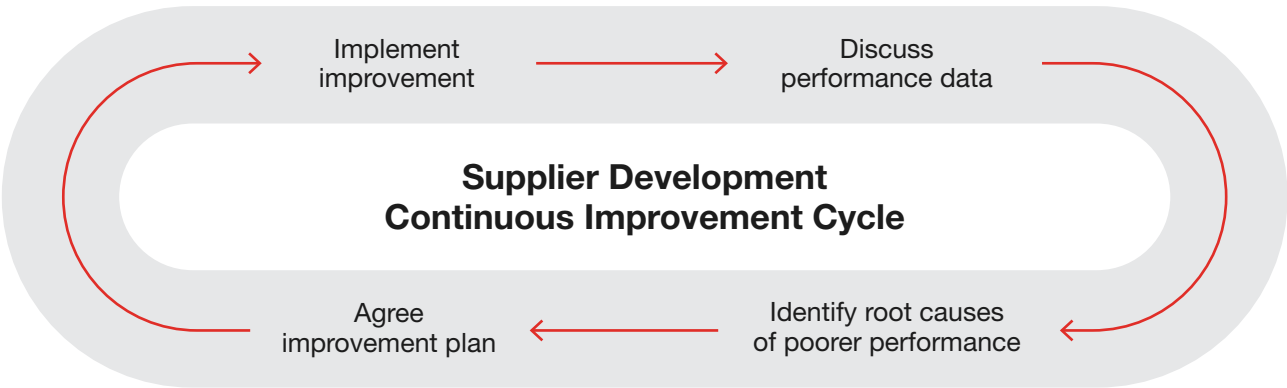 Implement
improvement
Discuss
performance data
Supplier Development
Continuous Improvement Cycle
Agree
improvement plan
Identify root causes
of poorer performance